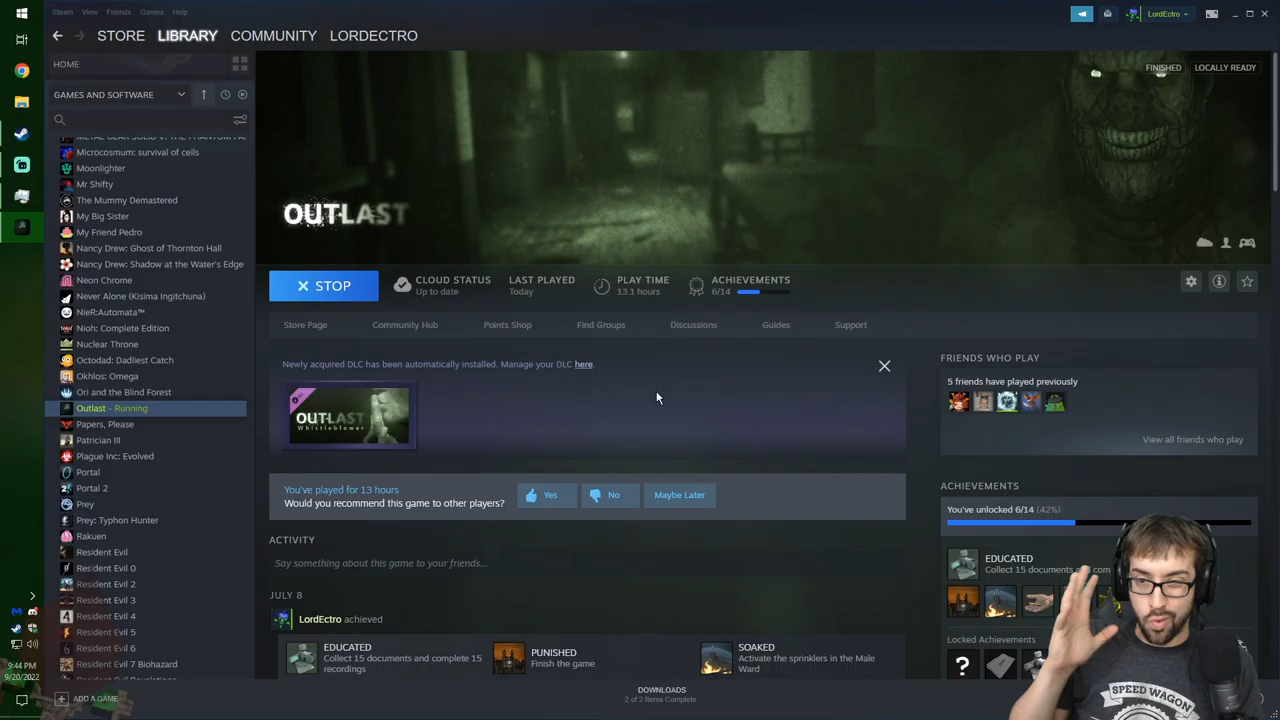 Steam View Friends Games Help
LordEctro
STORE LIBRARY COMMUNITY LORDECTRO
HOME
GAMES AND SOFTWARE
METAL GEAR SOLID V: THE PHANTOM PAI
Microcosmum: survival of cells
Moonlighter
Mr Shifty
The Mummy Demastered
My Big Sister
My Friend Pedro
Nancy Drew: Ghost of Thornton Hall
Nancy Drew: Shadow at the Water's Edge
Neon Chrome
Never Alone (Kisima Ingitchuna)
NieR:Automata™
Nioh: Complete Edition
Nuclear Throne
Octodad: Dadliest Catch
Okhlos: Omega
Ori and the Blind Forest
Outlast - Running
Papers, Please
Patrician III
Plague Inc: Evolved
Portal
Portal 2
Prey
Prey: Typhon Hunter
Rakuen
Resident Evil
Resident Evil 0
Resident Evil 2
Resident Evil 3
Resident Evil 4
Resident Evil 5
Resident Evil 6
Resident Evil 7 Biohazard
ADD A GAME
9:44 PM
9/20/2022
FINISHED LOCALLY READY
OUTLAST
STOP
CLOUD STATUS
Up to date
LAST PLAYED
Today
PLAY TIME
13.1 hours
ACHIEVEMENTS
6/14
Store Page Community Hub Points Shop Find Groups Discussions Guides Support
Newly acquired DLC has been automatically installed. Manage your DLC here.
OUTLAST
Whistleblower
You've played for 13 hours
Would you recommend this game to other players?
Yes No Maybe Later
ACTIVITY
Say something about this game to your friends...
JULY 8
LordEctro achieved
EDUCATED
Collect 15 documents and complete 15
recordings
PUNISHED
Finish the game
SOAKED
Activate the sprinklers in the Male
Ward
FRIENDS WHO PLAY
5 friends have played previously
View all friends who play
ACHIEVEMENTS
You've unlocked 6/14 (42%)
EDUCATED
Collect 15 documents and com
Locked Achievements
?
DOWNLOADS
2 of 2 Items Complete
SPEED WAGON